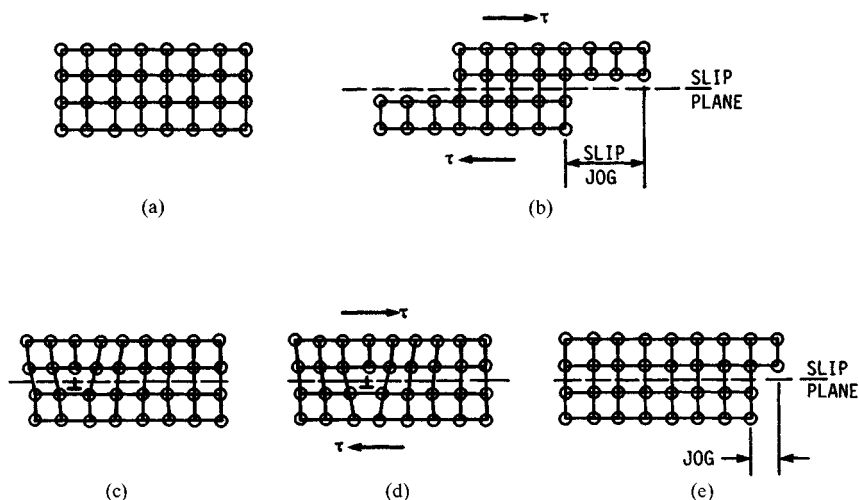 τ
SLIP
PLANE
τ
SLIP
JOG
(a)
(b)
τ
SLIP
PLANE
τ
JOG
(c)
(d)
(e)